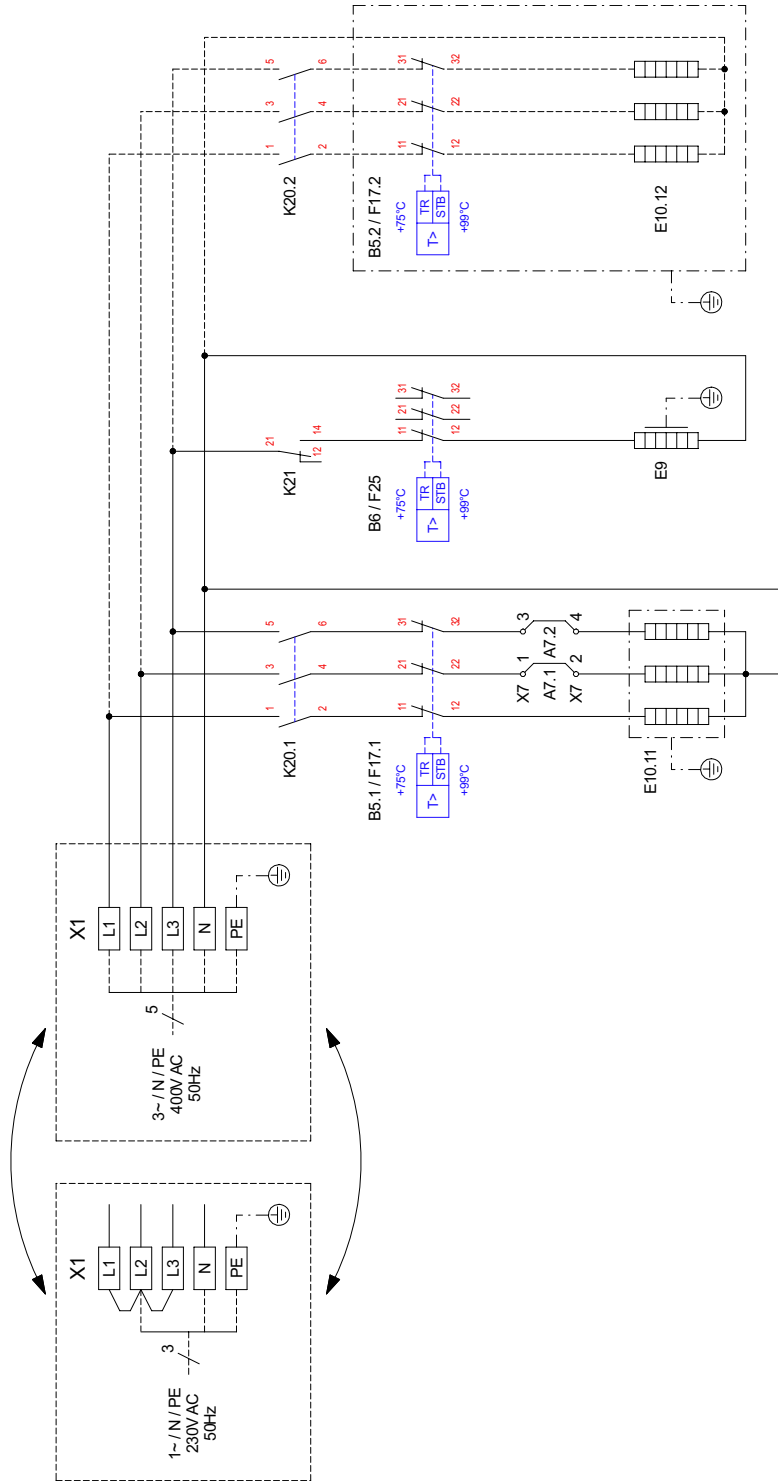 1~ / N / PE
230V AC
50Hz
3
X1
L1
L2
L3
N
PE
3~ / N / PE
400V AC
50Hz
5
X1
L1
L2
L3
N
PE
K20.1
1
2
3
4
5
6
B5.1 / F17.1
+75°C
T>
TR
STB
+99°C
11
12
21
22
31
32
X7
1
A7.1
X7
2
3
A7.2
4
E10.11
K21
21
12
14
B6 / F25
+75°C
T>
TR
STB
+99°C
11
12
21
22
31
32
E9
K20.2
1
2
3
4
5
6
B5.2 / F17.2
+75°C
T>
TR
STB
+99°C
11
12
21
22
31
32
E10.12